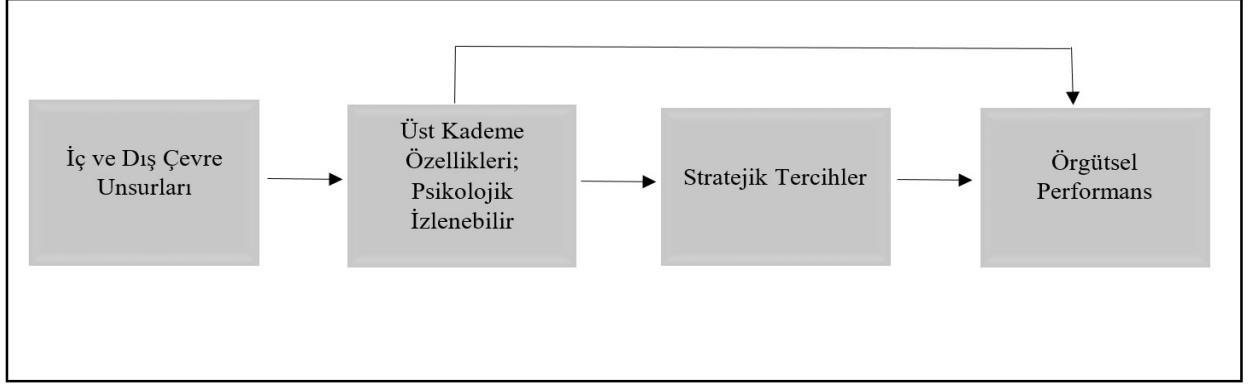 İç ve Dış Çevre
Unsurları
Üst Kademe
Özellikleri;
Psikolojik
İzlenebilir
Stratejik Tercihler
Örgütsel
Performans